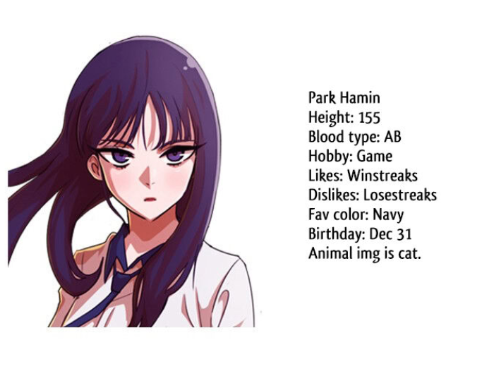 Park Hamin
Height: 155
Blood type: AB
Hobby: Game
Likes: Winstreaks
Dislikes: Losestreaks
Fav color: Navy
Birthday: Dec 31
Animal img is cat.